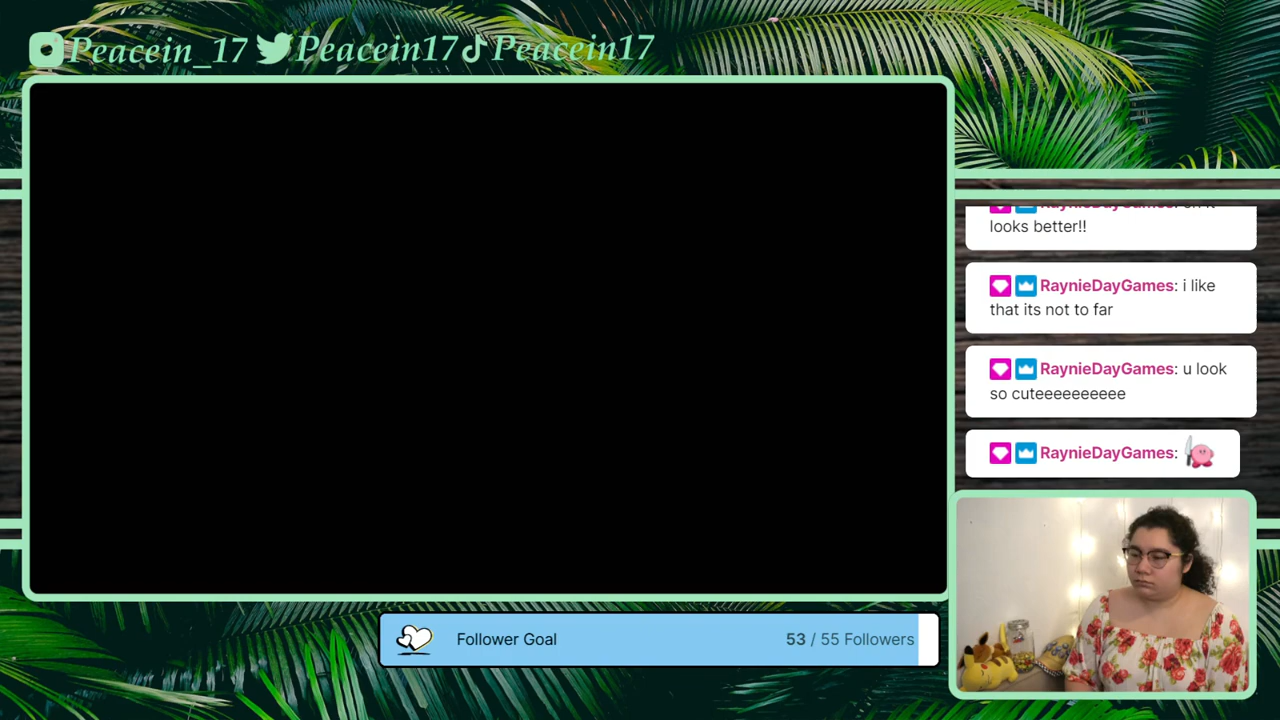 Peacein_17 Peacein17 Peacein17
looks better!!
RaynieDayGames: i like
that its not to far
RaynieDayGames: u look
so cuteeeeeeeeee
RaynieDayGames:
Follower Goal 53 / 55 Followers